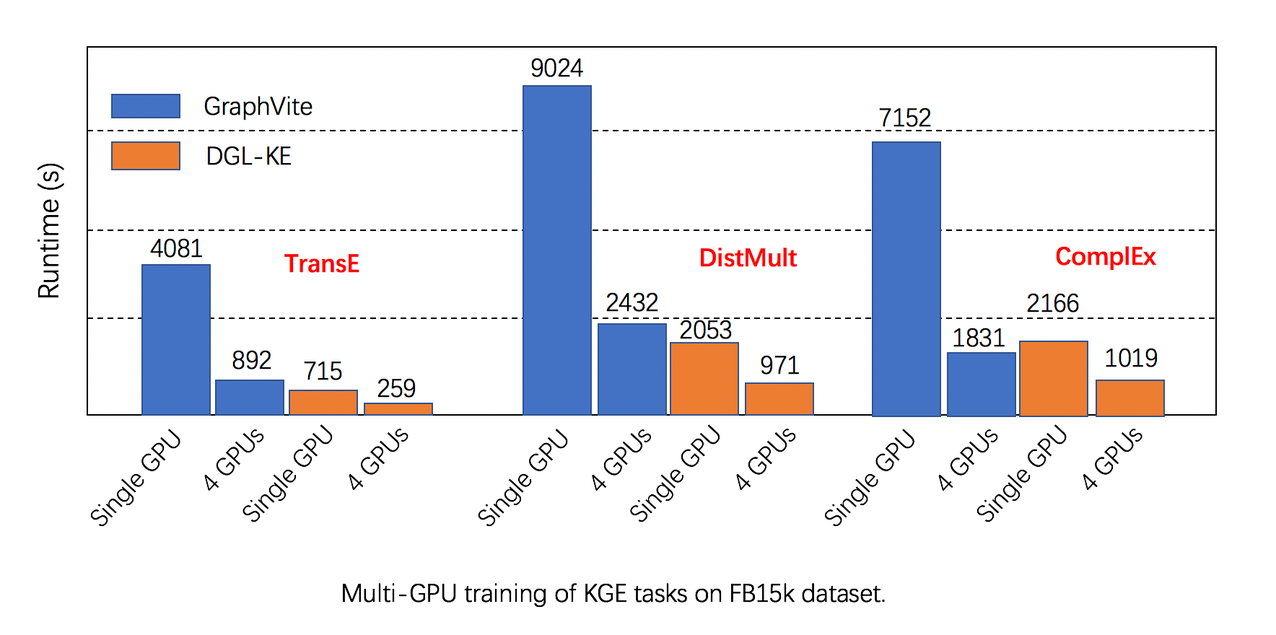 GraphVite
DGL-KE
Runtime (s)
9024
7152
4081
TransE
DistMult
ComplEx
892
715
259
2432
2053
971
1831
2166
1019
Single GPU
4 GPUs
Single GPU
4 GPUs
Single GPU
4 GPUs
Single GPU
4 GPUs
Single GPU
4 GPUs
Single GPU
4 GPUs
Multi-GPU training of KGE tasks on FB15k dataset.